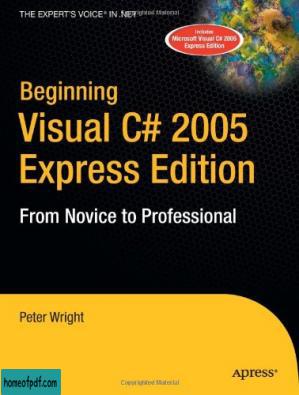 THE EXPERT'S VOICE® IN .NET
Includes
Microsoft Visual C# 2005
Express Edition
Beginning
Visual C# 2005
Express Edition
From Novice to Professional
Peter Wright
Apress®
homeofpdf.com